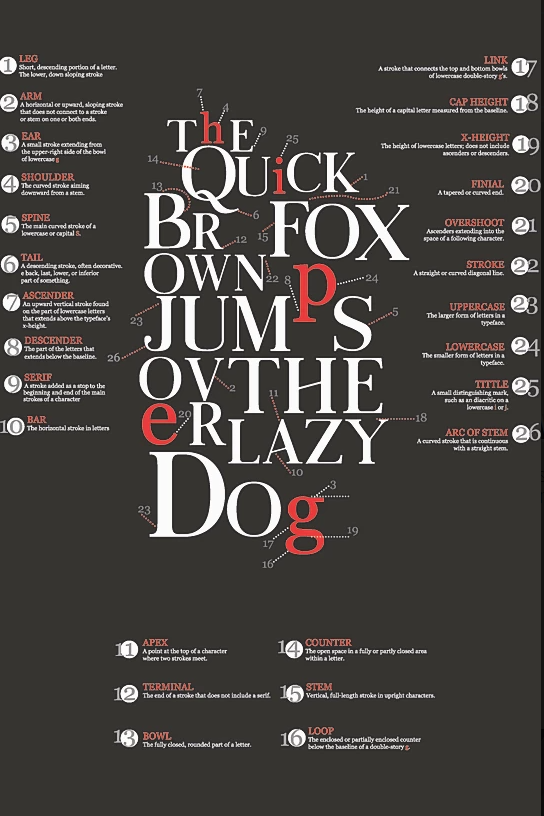 1 LEG
Short, descending portion of a letter.
The lower, down sloping stroke
2 ARM
A horizontal or upward, sloping stroke
that does not connect to a stroke
or stem on one or both ends.
3 EAR
A small stroke extending from
the upper-right side of the bowl
of lowercase g
4 SHOULDER
The curved stroke aiming
downward from a stem.
5 SPINE
The main curved stroke of a
lowercase or capital S.
6 TAIL
A descending stroke, often decorative.
e back, last, lower, or inferior
part of something.
7 ASCENDER
An upward vertical stroke found
on the part of lowercase letters
that extends above the typeface's
x-height.
8 DESCENDER
The part of the letters that
extends below the baseline.
9 SERIF
A stroke added as a stop to the
beginning and end of the main
strokes of a character
10 BAR
The horizontal stroke in letters
7
4
ThE
9
25
14
QUiCK
1
13
21
6
BR FOX
12
15
OWN
22
8
p
24
JUMPS
23
5
26
OVTHE
2
11
20
18
eRLAZY
10
DOg
3
23
17
19
16
LINK 17
A stroke that connects the top and bottom bowls
of lowercase double-story g's.
CAP HEIGHT 18
The height of a capital letter measured from the baseline.
X-HEIGHT 19
The height of lowercase letters; does not include
ascenders or descenders.
FINIAL 20
A tapered or curved end.
OVERSHOOT 21
Ascenders extending into the
space of a following character.
STROKE 22
A straight or curved diagonal line.
UPPERCASE 23
The larger form of letters in a
typeface.
LOWERCASE 24
The smaller form of letters in a
typeface.
TITTLE 25
A small distinguishing mark,
such as an diacritic on a
lowercase i or j.
ARC OF STEM 26
A curved stroke that is continuous
with a straight stem.
11 APEX
A point at the top of a character
where two strokes meet.
12 TERMINAL
The end of a stroke that does not include a serif.
13 BOWL
The fully closed, rounded part of a letter.
14 COUNTER
The open space in a fully or partly closed area
within a letter.
15 STEM
Vertical, full-length stroke in upright characters.
16 LOOP
The enclosed or partially enclosed counter
below the baseline of a double-story g.